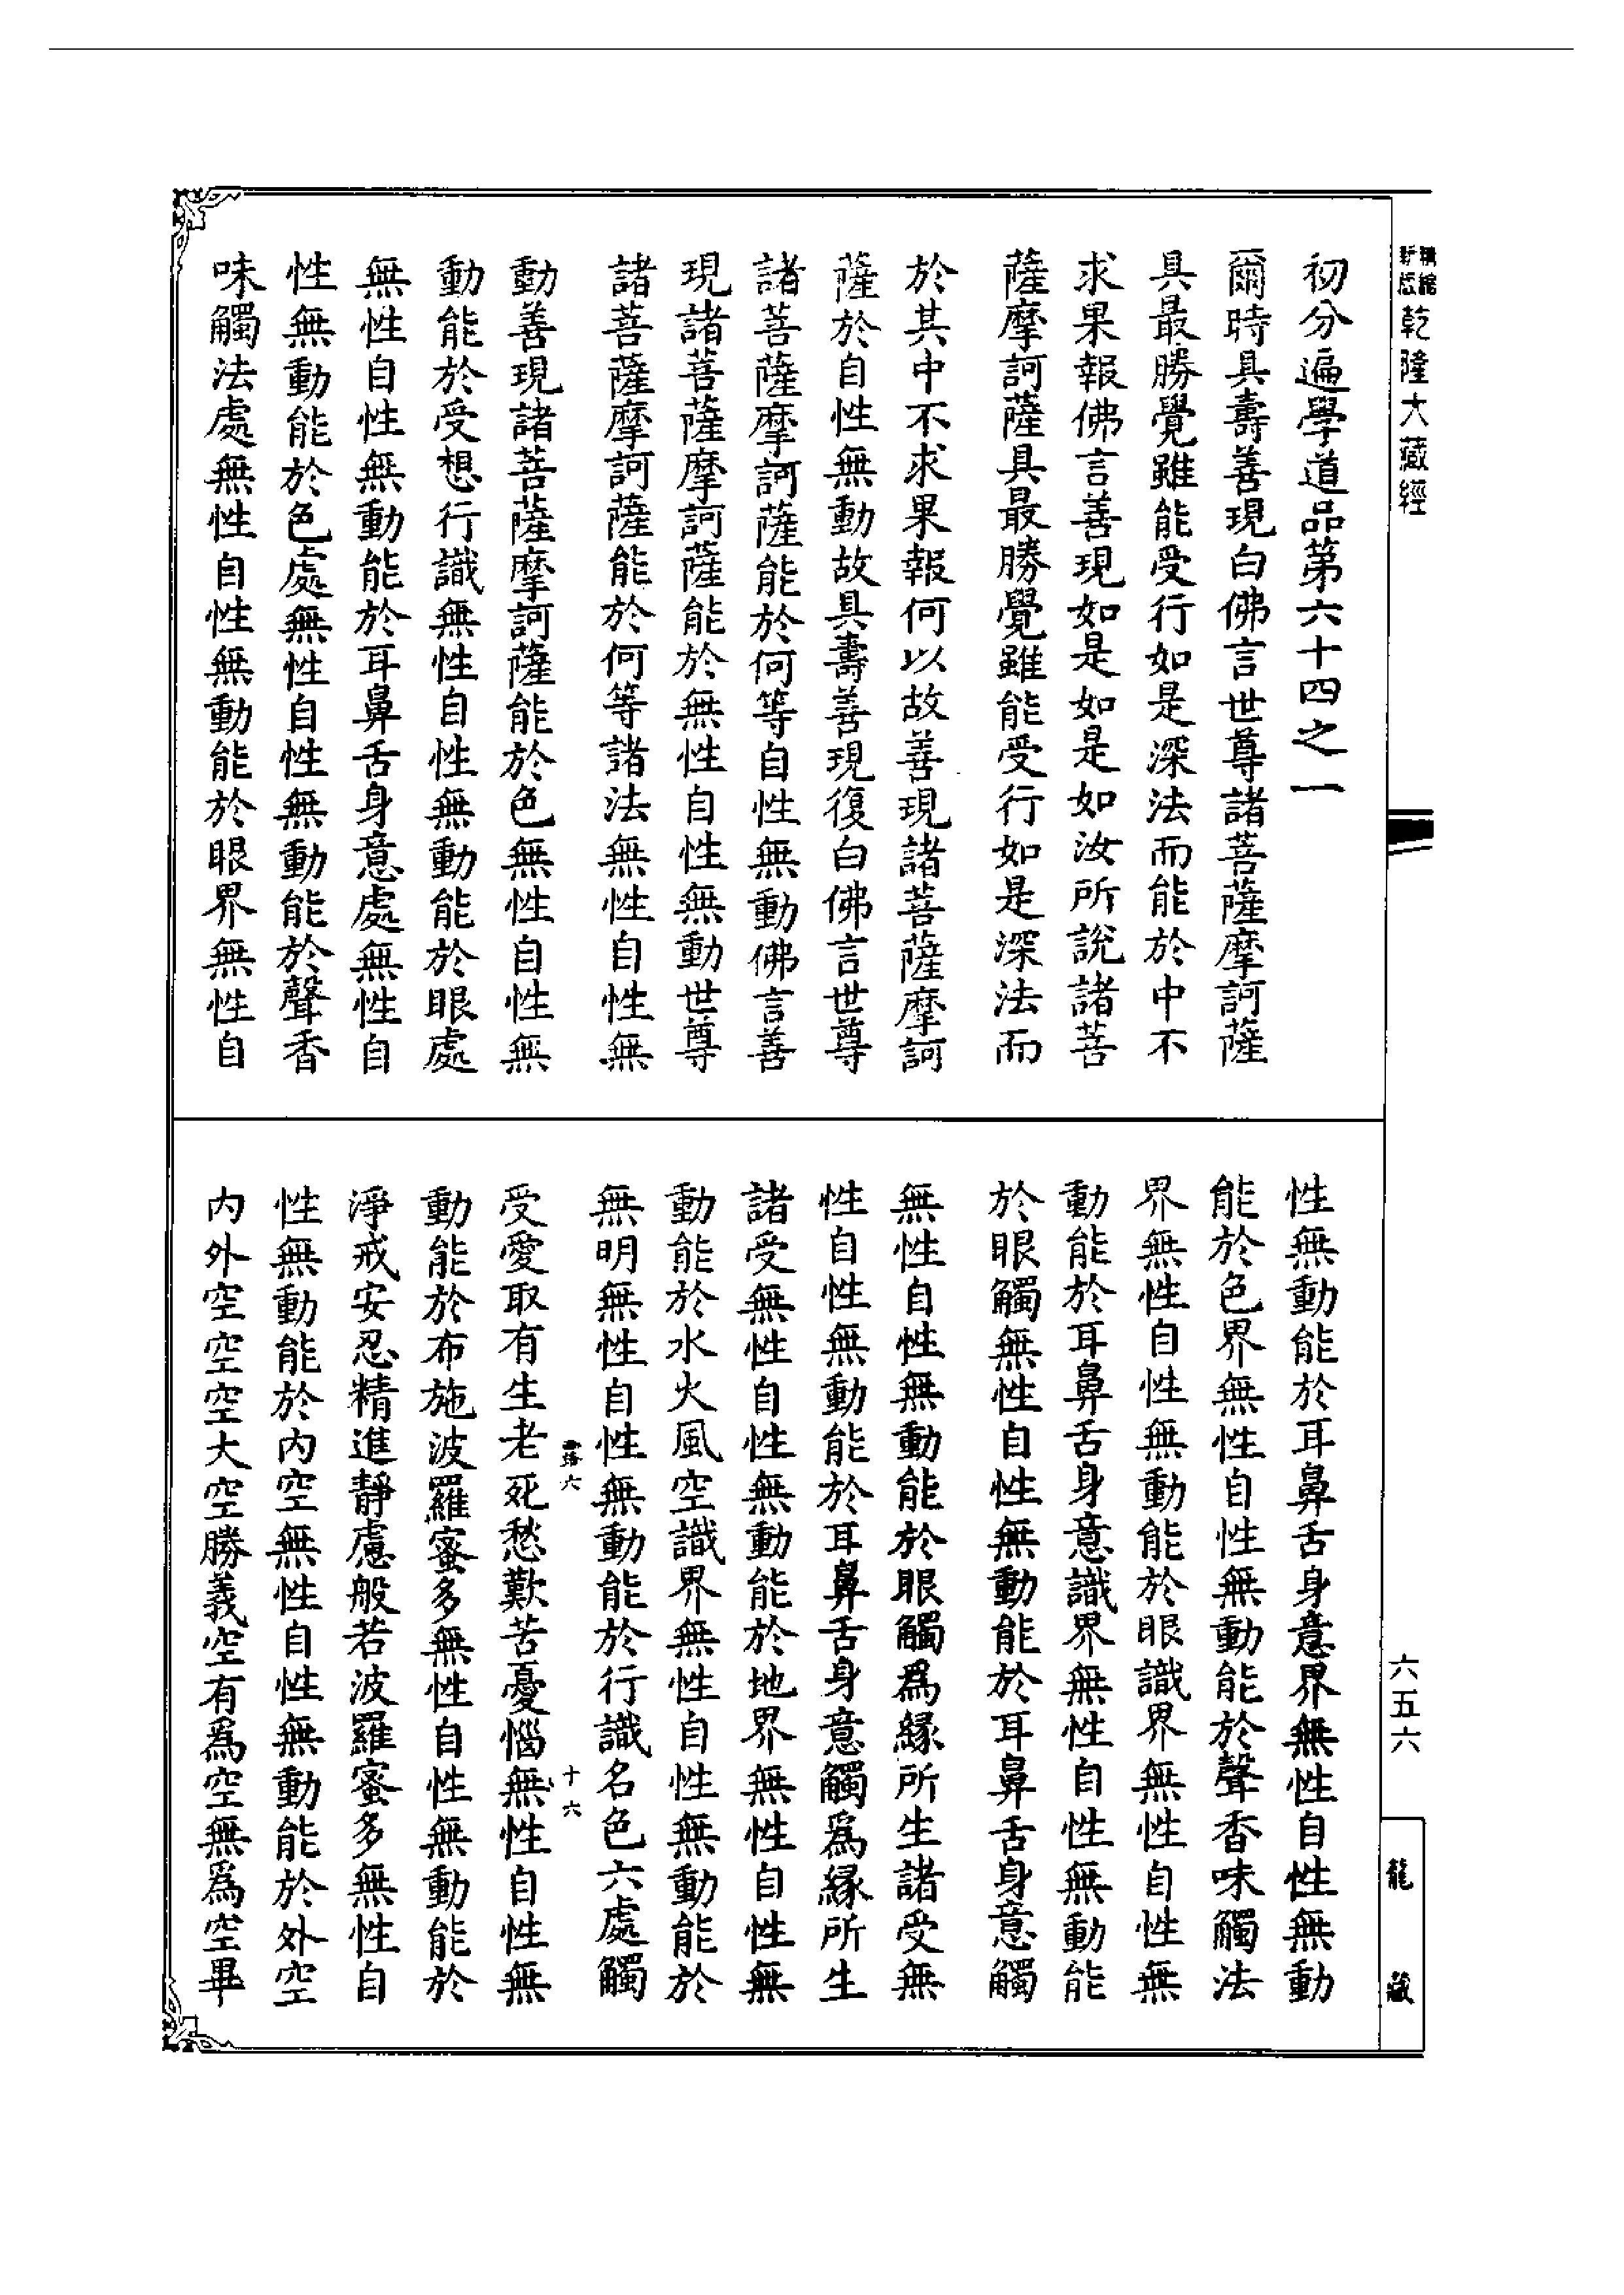 乾隆大藏經
初分遍學道品第六十四之一
爾時具壽善現白佛言世尊諸菩薩摩訶薩
具最勝覺雖能受行如是深法而能於中不
求果報佛言善現如是如是如汝所說諸菩
薩摩訶薩具最勝覺雖能受行如是深法而
於其中不求果報何以故善現諸菩薩摩訶
薩於自性無動故具壽善現復白佛言世尊
諸菩薩摩訶薩能於何等自性無動佛言善
現諸菩薩摩訶薩能於無性自性無動世尊
諸菩薩摩訶薩能於何等諸法無性自性無
動善現諸菩薩摩訶薩能於色無性自性無
動能於受想行識無性自性無動能於眼處
無性自性無動能於耳鼻舌身意處無性自
性無動能於色處無性自性無動能於聲香
味觸法處無性自性無動能於眼界無性自
性無動能於耳鼻舌身意界無性自性無動
能於色界無性自性無動能於聲香味觸法
界無性自性無動能於眼識界無性自性無
動能於耳鼻舌身意識界無性自性無動能
於眼觸無性自性無動能於耳鼻舌身意觸
無性自性無動能於眼觸為緣所生諸受無
性自性無動能於耳鼻舌身意觸為緣所生
諸受無性自性無動能於地界無性自性無
動能於水火風空識界無性自性無動能於
無明無性自性無動能於行識名色六處觸
六 十六
受愛取有生老死愁歎苦憂惱無性自性無
動能於布施波羅蜜多無性自性無動能於
淨戒安忍精進靜慮般若波羅蜜多無性自
性無動能於內空無性自性無動能於外空
內外空空空大空勝義空有為空無為空畢
六五六
龍藏